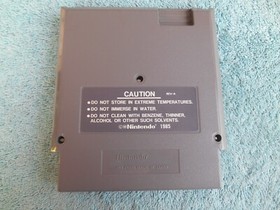 CAUTION
•DO NOT STORE IN EXTREME TEMPERATURES.
•DO NOT IMMERSE IN WATER.
•DO NOT CLEAN WITH BENZENE, THINNER,
ALCOHOL OR OTHER SUCH SOLVENTS.
©Nintendo 1985